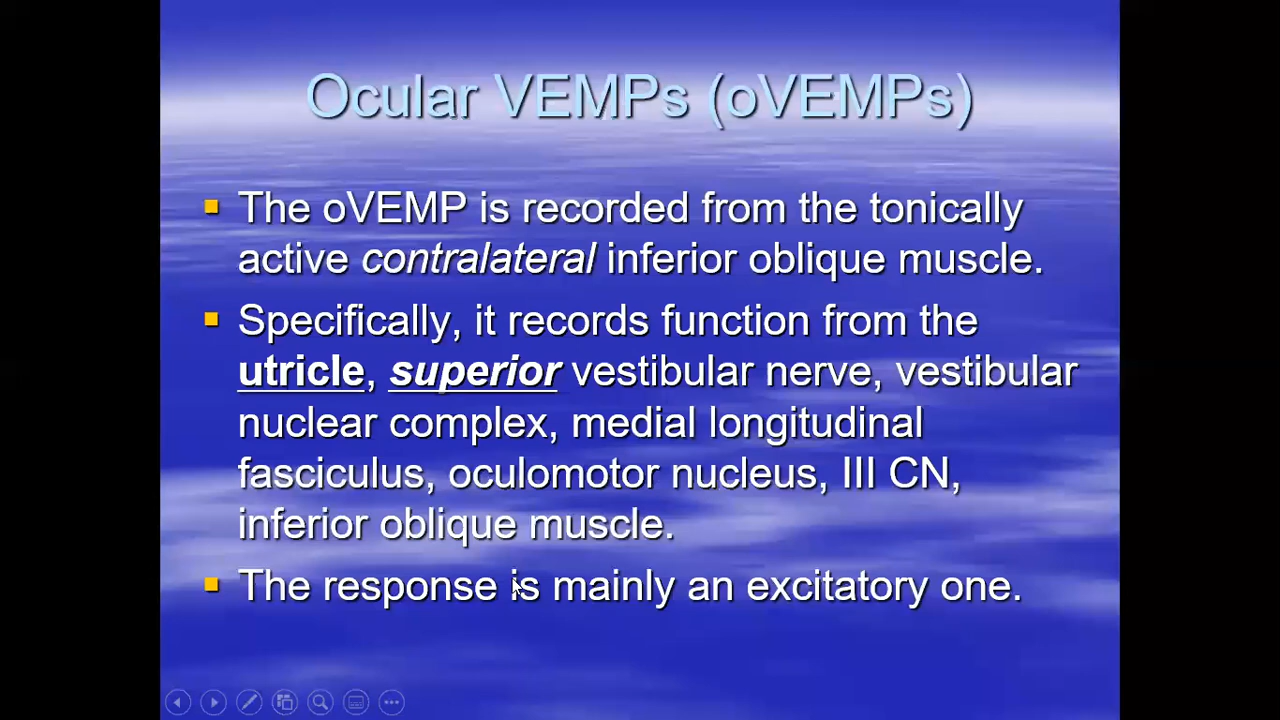 Ocular VEMPs (oVEMPs)
The oVEMP is recorded from the tonically
active contralateral inferior oblique muscle.
Specifically, it records function from the
utricle, superior vestibular nerve, vestibular
nuclear complex, medial longitudinal
fasciculus, oculomotor nucleus, III CN,
inferior oblique muscle.
The response is mainly an excitatory one.